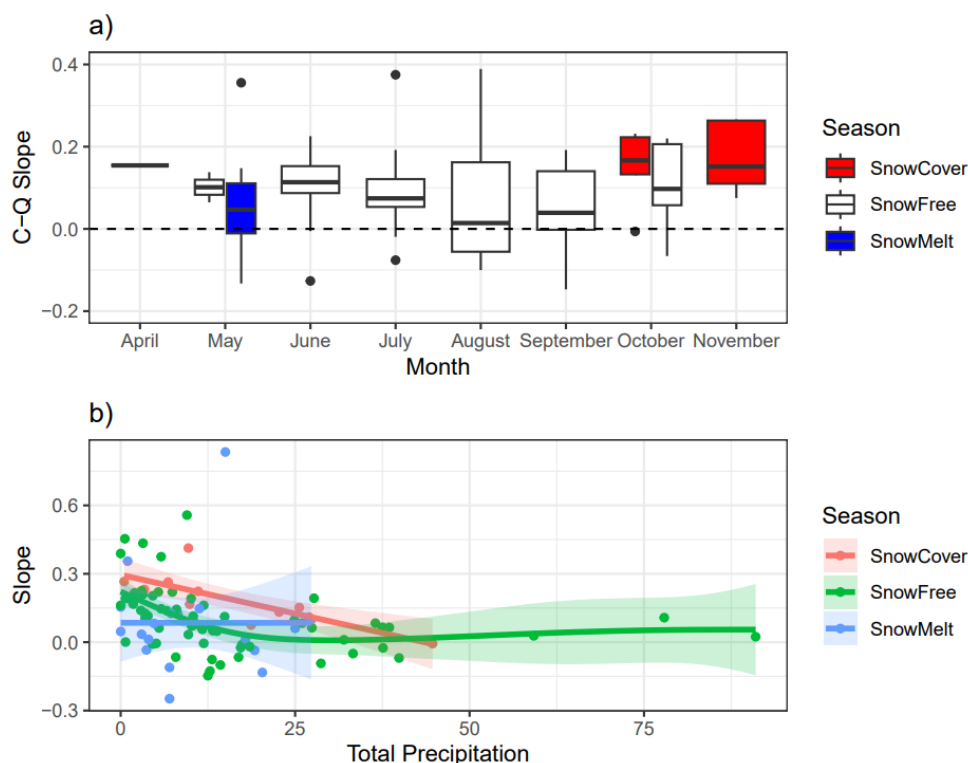 a)
C−Q Slope
0.4
0.2
0.0
−0.2
April May June July August September October November
Month
Season
SnowCover
SnowFree
SnowMelt
b)
Slope
0.6
0.3
0.0
−0.3
0 25 50 75
Total Precipitation
Season
SnowCover
SnowFree
SnowMelt